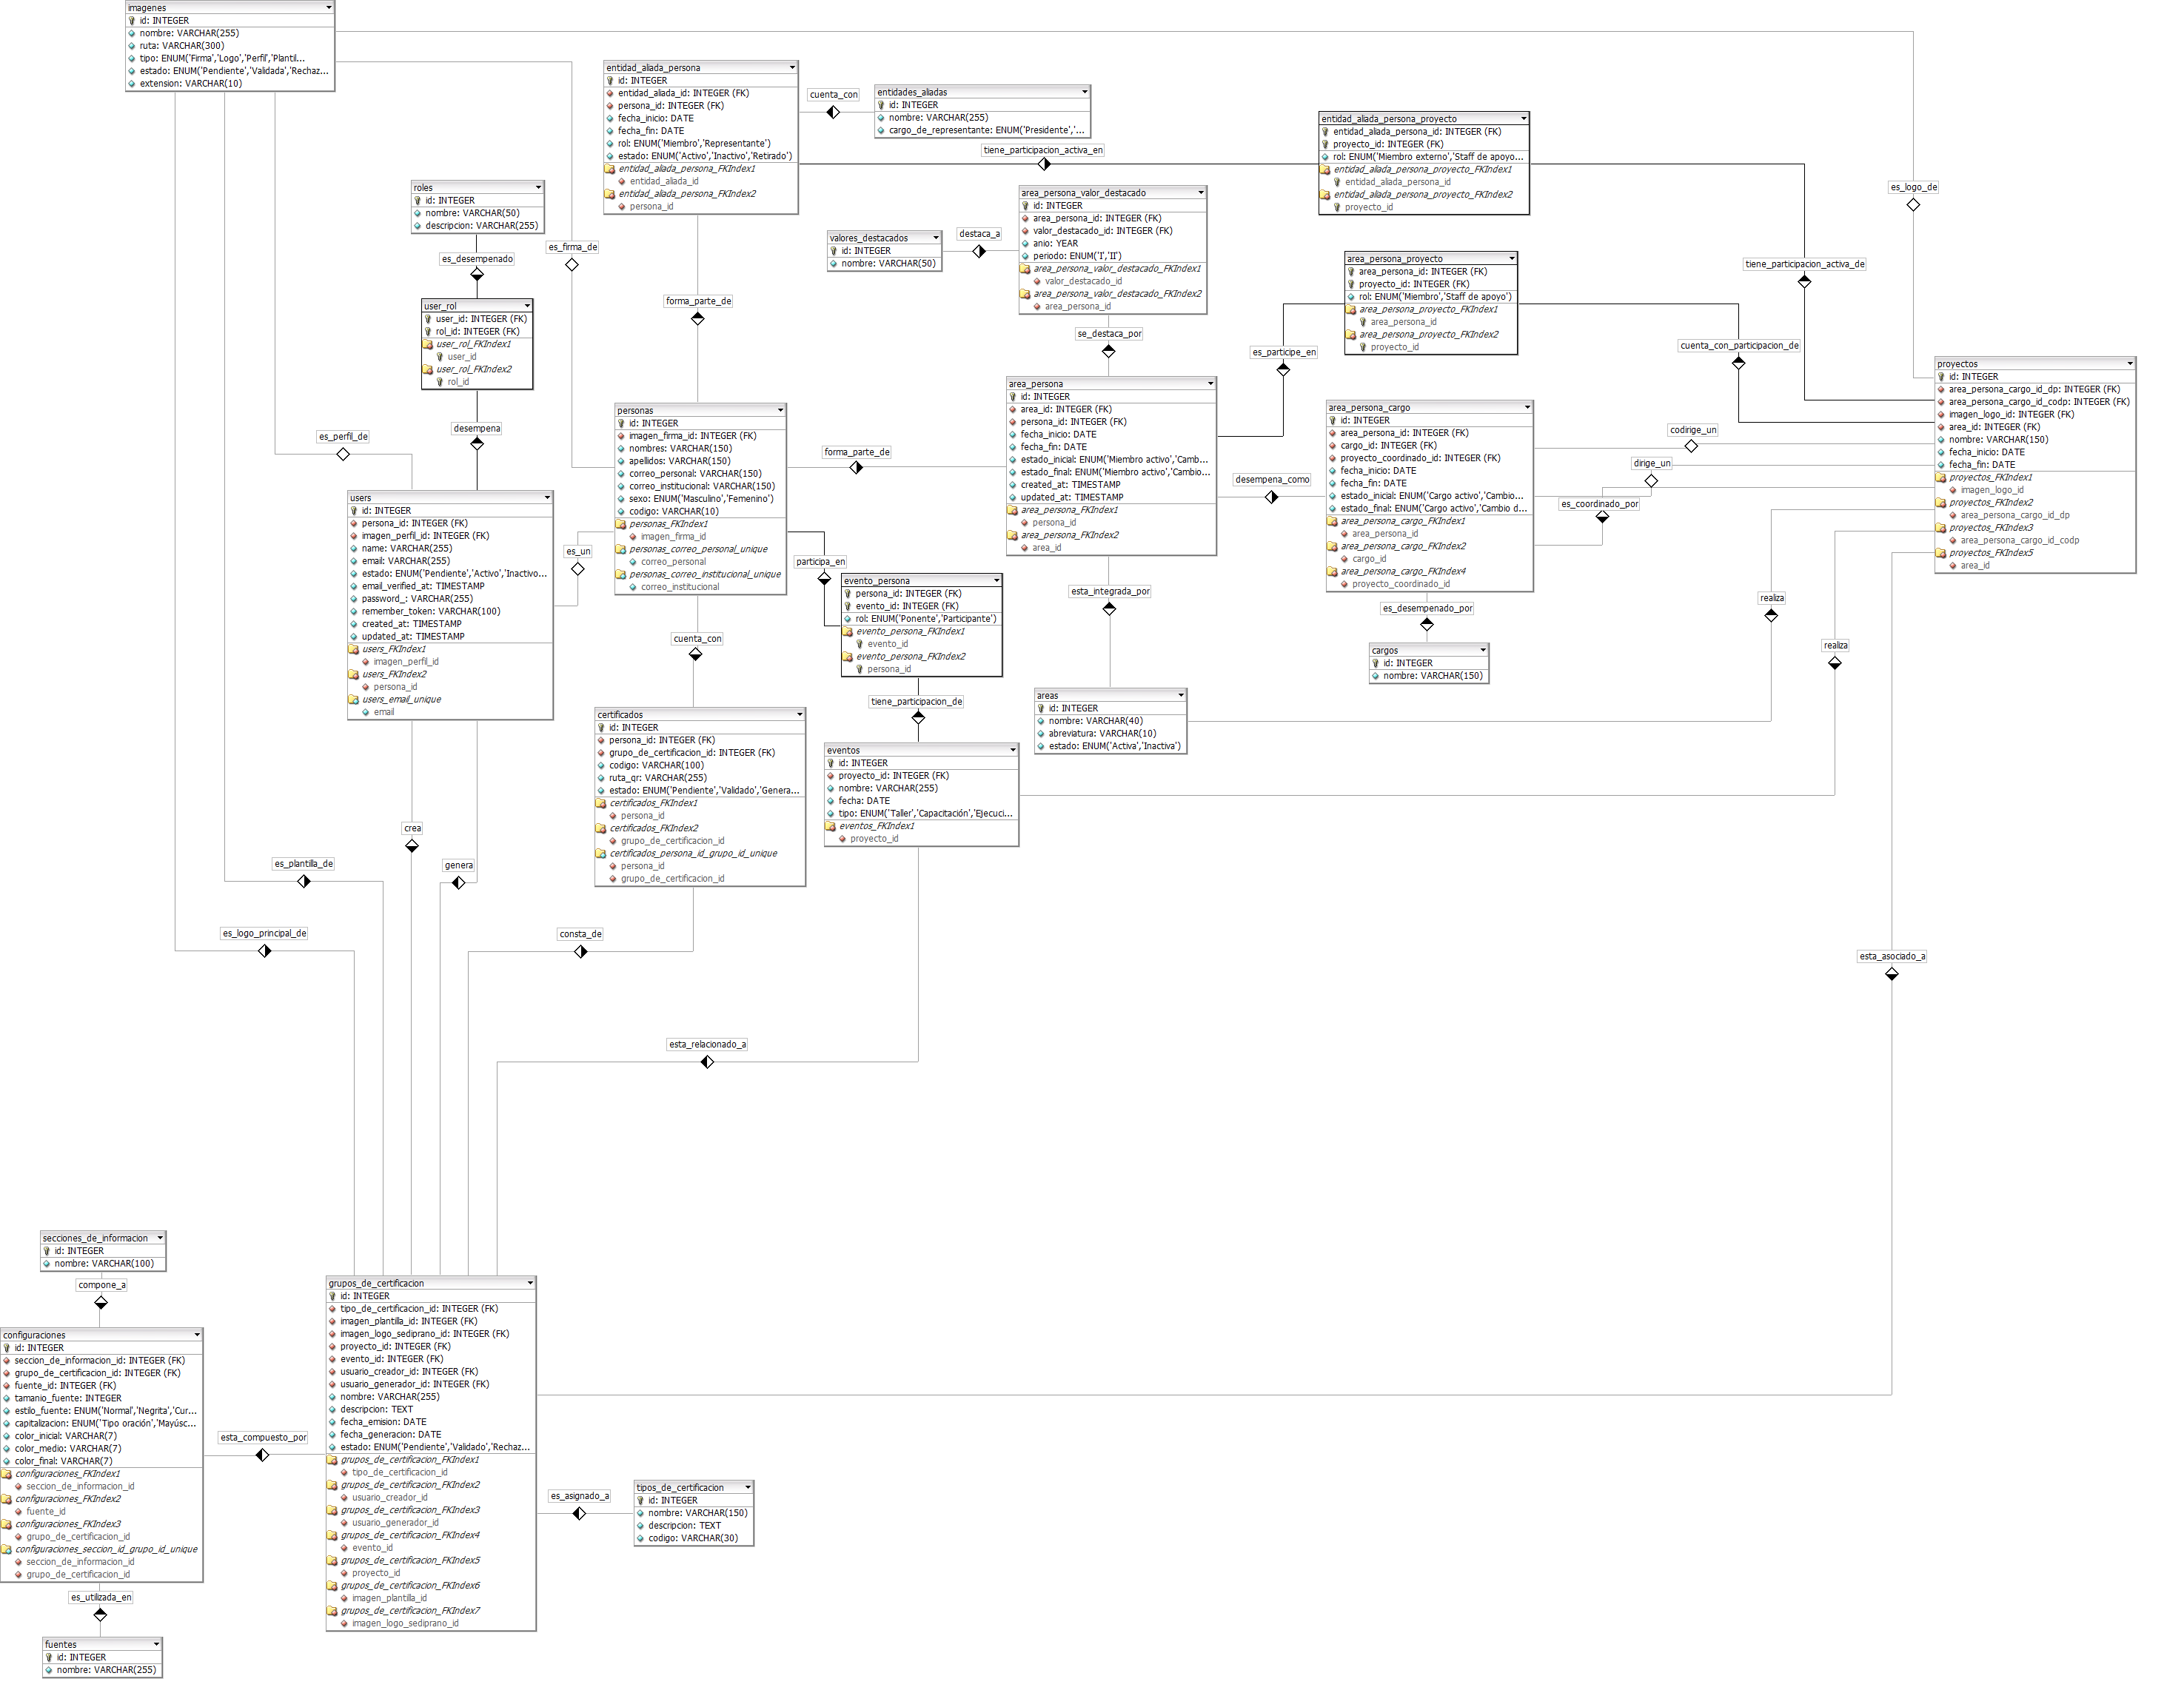 imagenes
id: INTEGER
nombre: VARCHAR(255)
ruta: VARCHAR(300)
tipo: ENUM('Firma','Logo','Perfil','Plantil...
estado: ENUM('Pendiente','Validada','Rechaz...
extension: VARCHAR(10)
entidad_aliada_persona
id: INTEGER
entidad_aliada_id: INTEGER (FK)
persona_id: INTEGER (FK)
fecha_inicio: DATE
fecha_fin: DATE
rol: ENUM('Miembro','Representante')
estado: ENUM('Activo','Inactivo','Retirado')
entidad_aliada_persona_FKIndex1
entidad_aliada_id
entidad_aliada_persona_FKIndex2
persona_id
cuenta_con
entidades_aliadas
id: INTEGER
nombre: VARCHAR(255)
cargo_de_representante: ENUM('Presidente','...
tiene_participacion_activa_en
entidad_aliada_persona_proyecto
entidad_aliada_persona_id: INTEGER (FK)
proyecto_id: INTEGER (FK)
rol: ENUM('Miembro externo','Staff de apoyo...
entidad_aliada_persona_proyecto_FKIndex1
entidad_aliada_persona_id
entidad_aliada_persona_proyecto_FKIndex2
proyecto_id
es_logo_de
roles
id: INTEGER
nombre: VARCHAR(50)
descripcion: VARCHAR(255)
es_desempenado
es_firma_de
valores_destacados
id: INTEGER
nombre: VARCHAR(50)
destaca_a
area_persona_valor_destacado
id: INTEGER
area_persona_id: INTEGER (FK)
valor_destacado_id: INTEGER (FK)
anio: YEAR
periodo: ENUM('I','II')
area_persona_valor_destacado_FKIndex1
valor_destacado_id
area_persona_valor_destacado_FKIndex2
area_persona_id
se_destaca_por
area_persona_proyecto
area_persona_id: INTEGER (FK)
proyecto_id: INTEGER (FK)
rol: ENUM('Miembro','Staff de apoyo')
area_persona_proyecto_FKIndex1
area_persona_id
area_persona_proyecto_FKIndex2
proyecto_id
tiene_participacion_activa_de
user_rol
user_id: INTEGER (FK)
rol_id: INTEGER (FK)
user_rol_FKIndex1
user_id
user_rol_FKIndex2
rol_id
forma_parte_de
es_participe_en
cuenta_con_participacion_de
proyectos
id: INTEGER
area_persona_cargo_id_dp: INTEGER (FK)
area_persona_cargo_id_codp: INTEGER (FK)
imagen_logo_id: INTEGER (FK)
area_id: INTEGER (FK)
nombre: VARCHAR(150)
fecha_inicio: DATE
fecha_fin: DATE
proyectos_FKIndex1
imagen_logo_id
proyectos_FKIndex2
area_persona_cargo_id_dp
proyectos_FKIndex3
area_persona_cargo_id_codp
proyectos_FKIndex5
area_id
es_perfil_de
desempena
personas
id: INTEGER
imagen_firma_id: INTEGER (FK)
nombres: VARCHAR(150)
apellidos: VARCHAR(150)
correo_personal: VARCHAR(150)
correo_institucional: VARCHAR(150)
sexo: ENUM('Masculino','Femenino')
codigo: VARCHAR(10)
personas_FKIndex1
imagen_firma_id
personas_correo_personal_unique
correo_personal
personas_correo_institucional_unique
correo_institucional
forma_parte_de
area_persona
id: INTEGER
area_id: INTEGER (FK)
persona_id: INTEGER (FK)
fecha_inicio: DATE
fecha_fin: DATE
estado_inicial: ENUM('Miembro activo','Camb...
estado_final: ENUM('Miembro activo','Cambio...
created_at: TIMESTAMP
updated_at: TIMESTAMP
area_persona_FKIndex1
persona_id
area_persona_FKIndex2
area_id
desempena_como
area_persona_cargo
id: INTEGER
area_persona_id: INTEGER (FK)
cargo_id: INTEGER (FK)
proyecto_coordinado_id: INTEGER (FK)
fecha_inicio: DATE
fecha_fin: DATE
estado_inicial: ENUM('Cargo activo','Cambio...
estado_final: ENUM('Cargo activo','Cambio d...
area_persona_cargo_FKIndex1
area_persona_id
area_persona_cargo_FKIndex2
cargo_id
area_persona_cargo_FKIndex4
proyecto_coordinado_id
codirige_un
dirige_un
es_coordinado_por
users
id: INTEGER
persona_id: INTEGER (FK)
imagen_perfil_id: INTEGER (FK)
name: VARCHAR(255)
email: VARCHAR(255)
estado: ENUM('Pendiente','Activo','Inactivo...
email_verified_at: TIMESTAMP
password_: VARCHAR(255)
remember_token: VARCHAR(100)
created_at: TIMESTAMP
updated_at: TIMESTAMP
users_FKIndex1
imagen_perfil_id
users_FKIndex2
persona_id
users_email_unique
email
es_un
participa_en
evento_persona
persona_id: INTEGER (FK)
evento_id: INTEGER (FK)
rol: ENUM('Ponente','Participante')
evento_persona_FKIndex1
evento_id
evento_persona_FKIndex2
persona_id
esta_integrada_por
es_desempenado_por
cargos
id: INTEGER
nombre: VARCHAR(150)
realiza
realiza
cuenta_con
tiene_participacion_de
areas
id: INTEGER
nombre: VARCHAR(40)
abreviatura: VARCHAR(10)
estado: ENUM('Activa','Inactiva')
certificados
id: INTEGER
persona_id: INTEGER (FK)
grupo_de_certificacion_id: INTEGER (FK)
codigo: VARCHAR(100)
ruta_qr: VARCHAR(255)
estado: ENUM('Pendiente','Validado','Genera...
certificados_FKIndex1
persona_id
certificados_FKIndex2
grupo_de_certificacion_id
certificados_persona_id_grupo_id_unique
persona_id
grupo_de_certificacion_id
eventos
id: INTEGER
proyecto_id: INTEGER (FK)
nombre: VARCHAR(255)
fecha: DATE
tipo: ENUM('Taller','Capacitación','Ejecuci...
eventos_FKIndex1
proyecto_id
crea
es_plantilla_de
genera
es_logo_principal_de
consta_de
esta_asociado_a
esta_relacionado_a
secciones_de_informacion
id: INTEGER
nombre: VARCHAR(100)
compone_a
configuraciones
id: INTEGER
seccion_de_informacion_id: INTEGER (FK)
grupo_de_certificacion_id: INTEGER (FK)
fuente_id: INTEGER (FK)
tamanio_fuente: INTEGER
estilo_fuente: ENUM('Normal','Negrita','Cur...
capitalizacion: ENUM('Tipo oración','Mayúsc...
color_inicial: VARCHAR(7)
color_medio: VARCHAR(7)
color_final: VARCHAR(7)
configuraciones_FKIndex1
seccion_de_informacion_id
configuraciones_FKIndex2
fuente_id
configuraciones_FKIndex3
grupo_de_certificacion_id
configuraciones_seccion_id_grupo_id_unique
seccion_de_informacion_id
grupo_de_certificacion_id
esta_compuesto_por
grupos_de_certificacion
id: INTEGER
tipo_de_certificacion_id: INTEGER (FK)
imagen_plantilla_id: INTEGER (FK)
imagen_logo_sediprano_id: INTEGER (FK)
proyecto_id: INTEGER (FK)
evento_id: INTEGER (FK)
usuario_creador_id: INTEGER (FK)
usuario_generador_id: INTEGER (FK)
nombre: VARCHAR(255)
descripcion: TEXT
fecha_emision: DATE
fecha_generacion: DATE
estado: ENUM('Pendiente','Validado','Rechaz...
grupos_de_certificacion_FKIndex1
tipo_de_certificacion_id
grupos_de_certificacion_FKIndex2
usuario_creador_id
grupos_de_certificacion_FKIndex3
usuario_generador_id
grupos_de_certificacion_FKIndex4
evento_id
grupos_de_certificacion_FKIndex5
proyecto_id
grupos_de_certificacion_FKIndex6
imagen_plantilla_id
grupos_de_certificacion_FKIndex7
imagen_logo_sediprano_id
es_asignado_a
tipos_de_certificacion
id: INTEGER
nombre: VARCHAR(150)
descripcion: TEXT
codigo: VARCHAR(30)
es_utilizada_en
fuentes
id: INTEGER
nombre: VARCHAR(255)